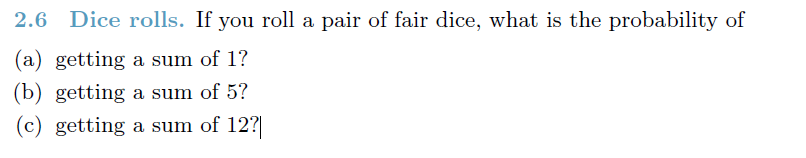 2.6 Dice rolls. If you roll a pair of fair dice, what is the probability of
(a) getting a sum of 1?
(b) getting a sum of 5?
(c) getting a sum of 12?